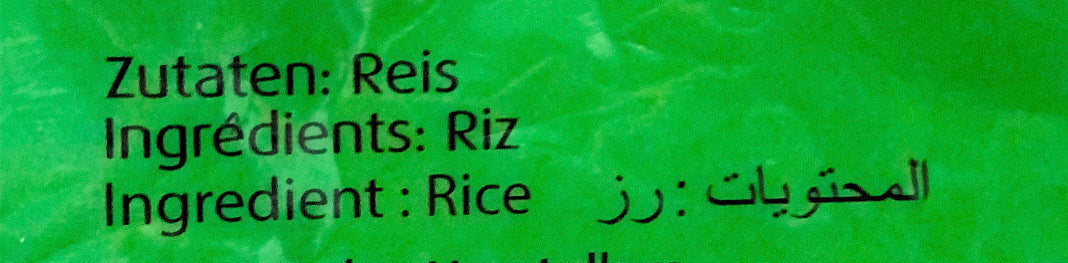 Zutaten: Reis
Ingrédients: Riz
Ingredient : Rice المحتويات : رز